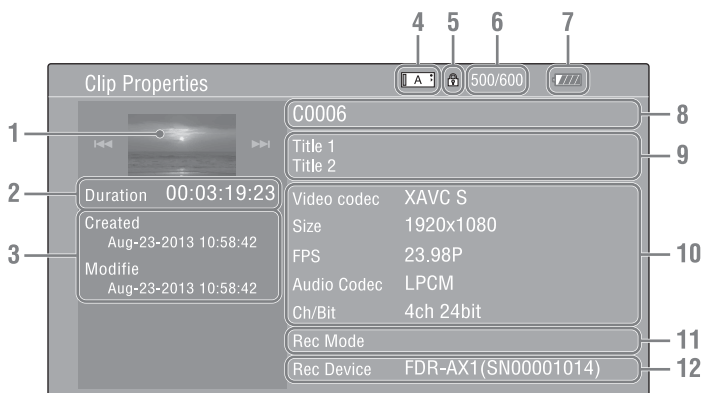 4 5 6 7
Clip Properties A 500/600
1
2
3
8
9
10
11
12
C0006
Title 1
Title 2
Duration 00:03:19:23
Created
Aug-23-2013 10:58:42
Modifie
Aug-23-2013 10:58:42
Video codec XAVC S
Size 1920x1080
FPS 23.98P
Audio Codec LPCM
Ch/Bit 4ch 24bit
Rec Mode
Rec Device FDR-AX1(SN00001014)